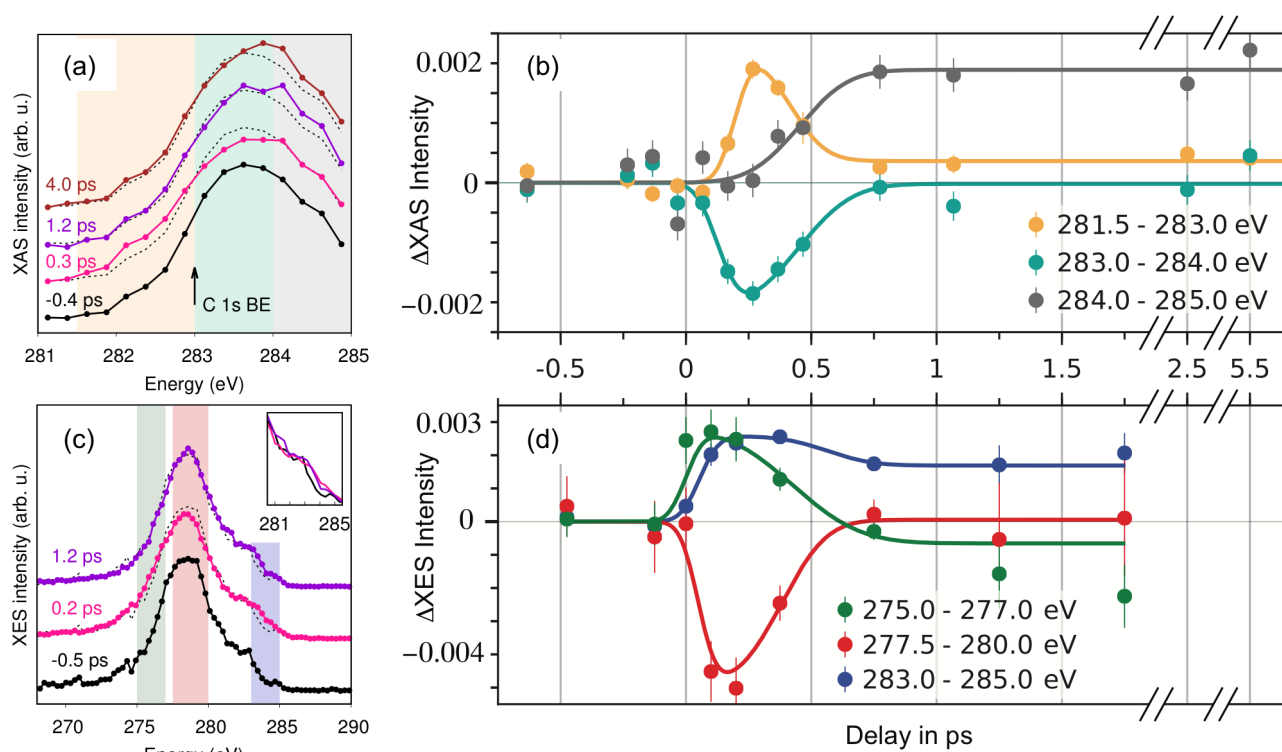 (a)
XAS intensity (arb. u.)
4.0 ps
1.2 ps
0.3 ps
-0.4 ps
C 1s BE
281 282 283 284 285
Energy (eV)
(b)
ΔXAS Intensity
0.002
0
−0.002
281.5 - 283.0 eV
283.0 - 284.0 eV
284.0 - 285.0 eV
-0.5 0 0.5 1 1.5 2.5 5.5
(c)
XES intensity (arb. u.)
281 285
1.2 ps
0.2 ps
-0.5 ps
270 275 280 285 290
Energy (eV)
(d)
ΔXES Intensity
0.003
0
-0.004
275.0 - 277.0 eV
277.5 - 280.0 eV
283.0 - 285.0 eV
Delay in ps